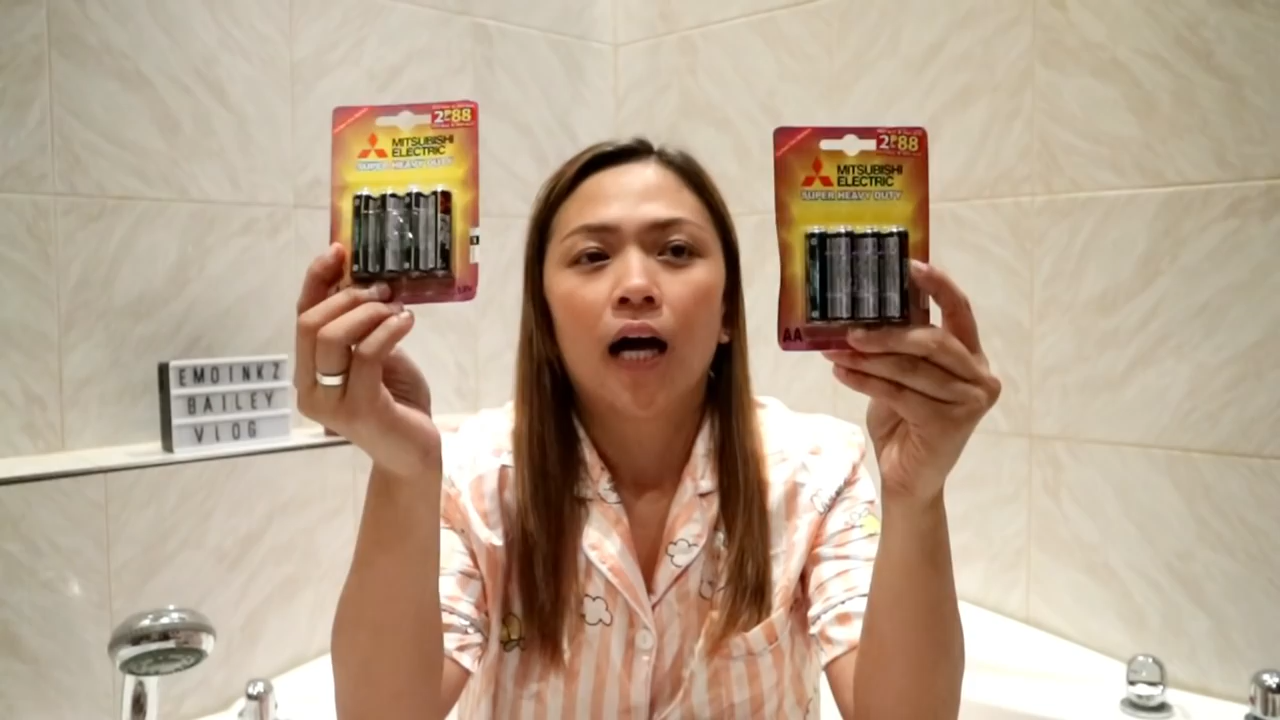 2 ₱88
MITSUBISHI
ELECTRIC
SUPER HEAVY DUTY
2 ₱88
MITSUBISHI
ELECTRIC
SUPER HEAVY DUTY
AA
EMOINKZ
BAILEY
VLOG